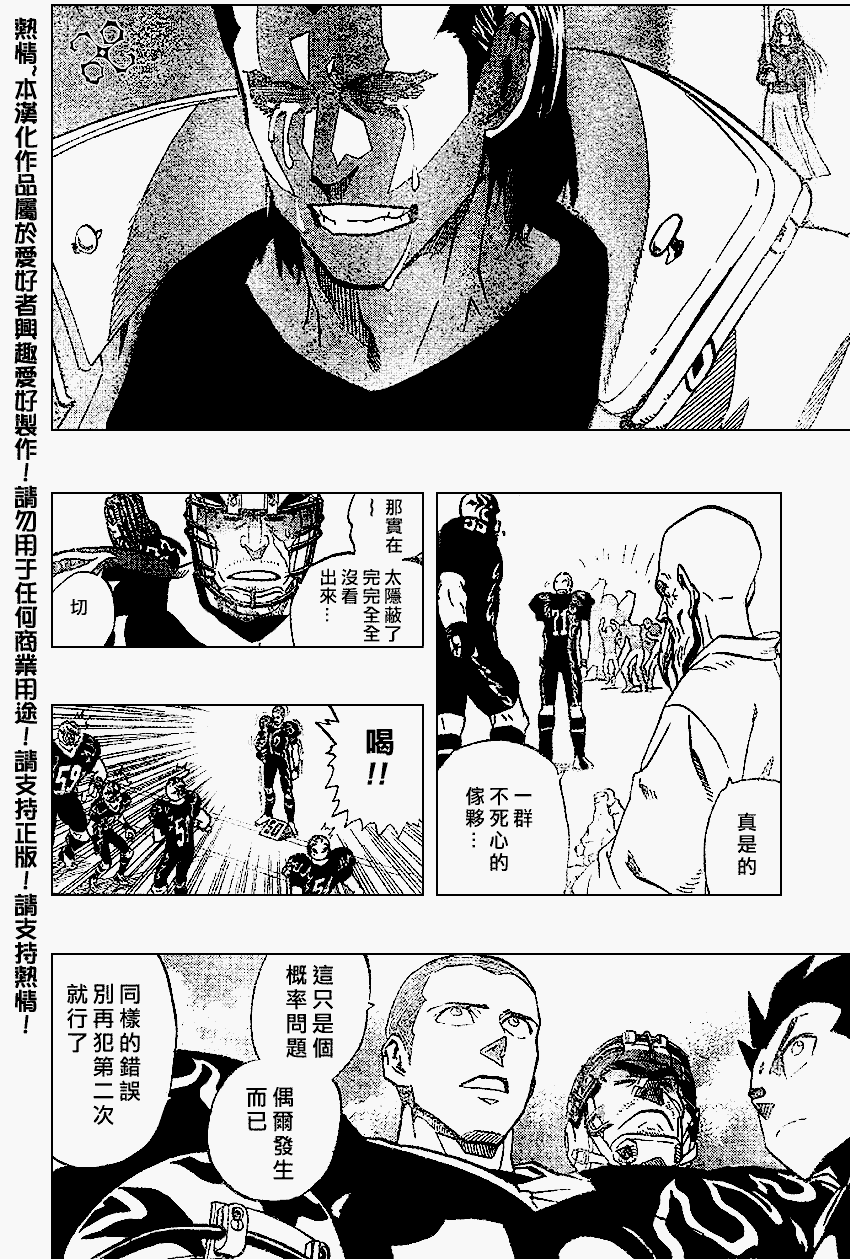 熱情，本漢化作品屬於愛好者興趣愛好製作！請勿用于任何商業用途！請支持正版！請支持熱情！
真是的
一群
不死心的
傢夥…
那實在
～
太隱蔽了
完完全全
沒看
出來…
切
喝!!
21
59
51
這只是個
概率問題
偶爾發生
而已
同樣的錯誤
別再犯第二次
就行了